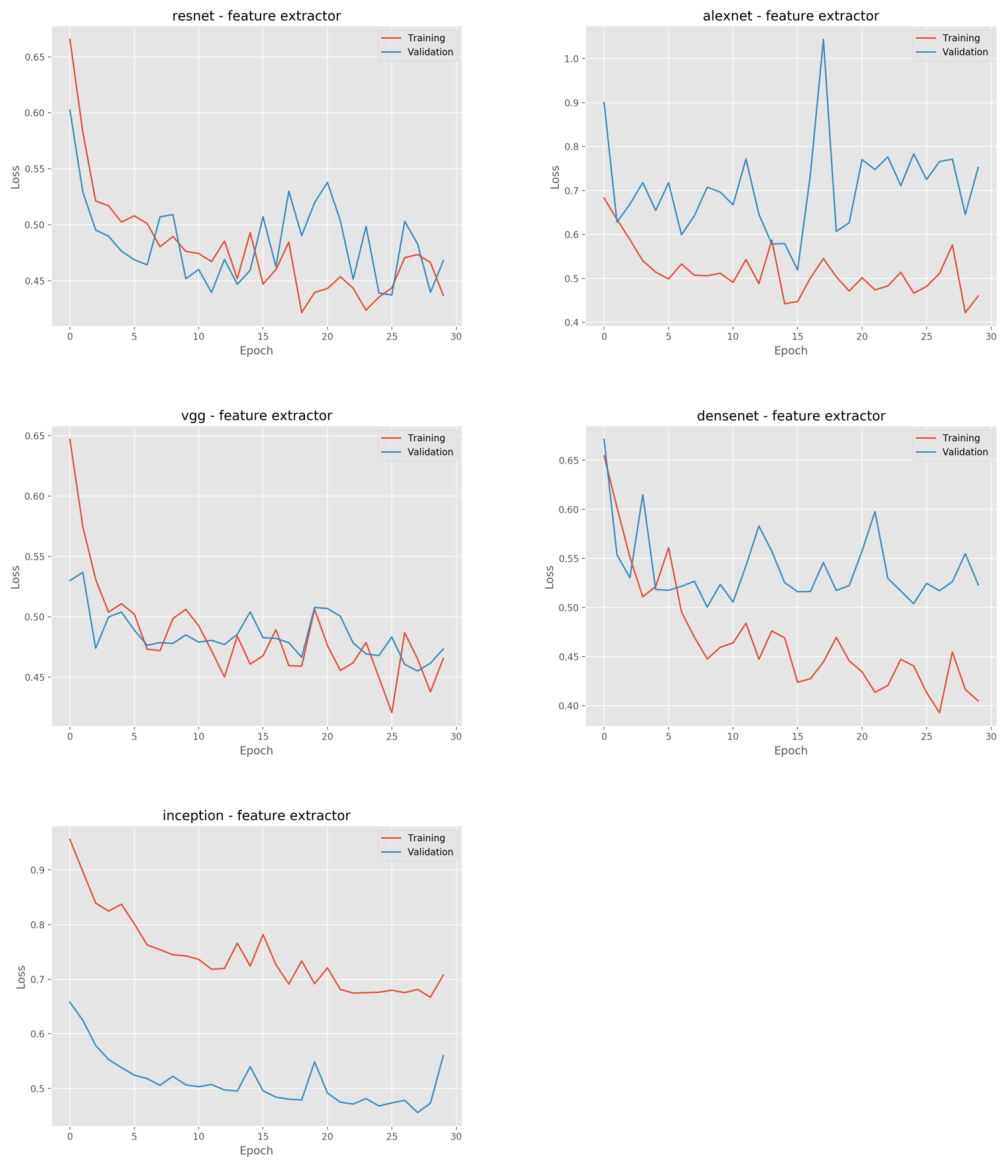 resnet - feature extractor
Training
Validation
0.65
0.60
0.55
0.50
0.45
Loss
0 5 10 15 20 25 30
Epoch
alexnet - feature extractor
Training
Validation
1.0
0.9
0.8
0.7
0.6
0.5
0.4
Loss
0 5 10 15 20 25 30
Epoch
vgg - feature extractor
Training
Validation
0.65
0.60
0.55
0.50
0.45
Loss
0 5 10 15 20 25 30
Epoch
densenet - feature extractor
Training
Validation
0.65
0.60
0.55
0.50
0.45
0.40
Loss
0 5 10 15 20 25 30
Epoch
inception - feature extractor
Training
Validation
0.9
0.8
0.7
0.6
0.5
Loss
0 5 10 15 20 25 30
Epoch